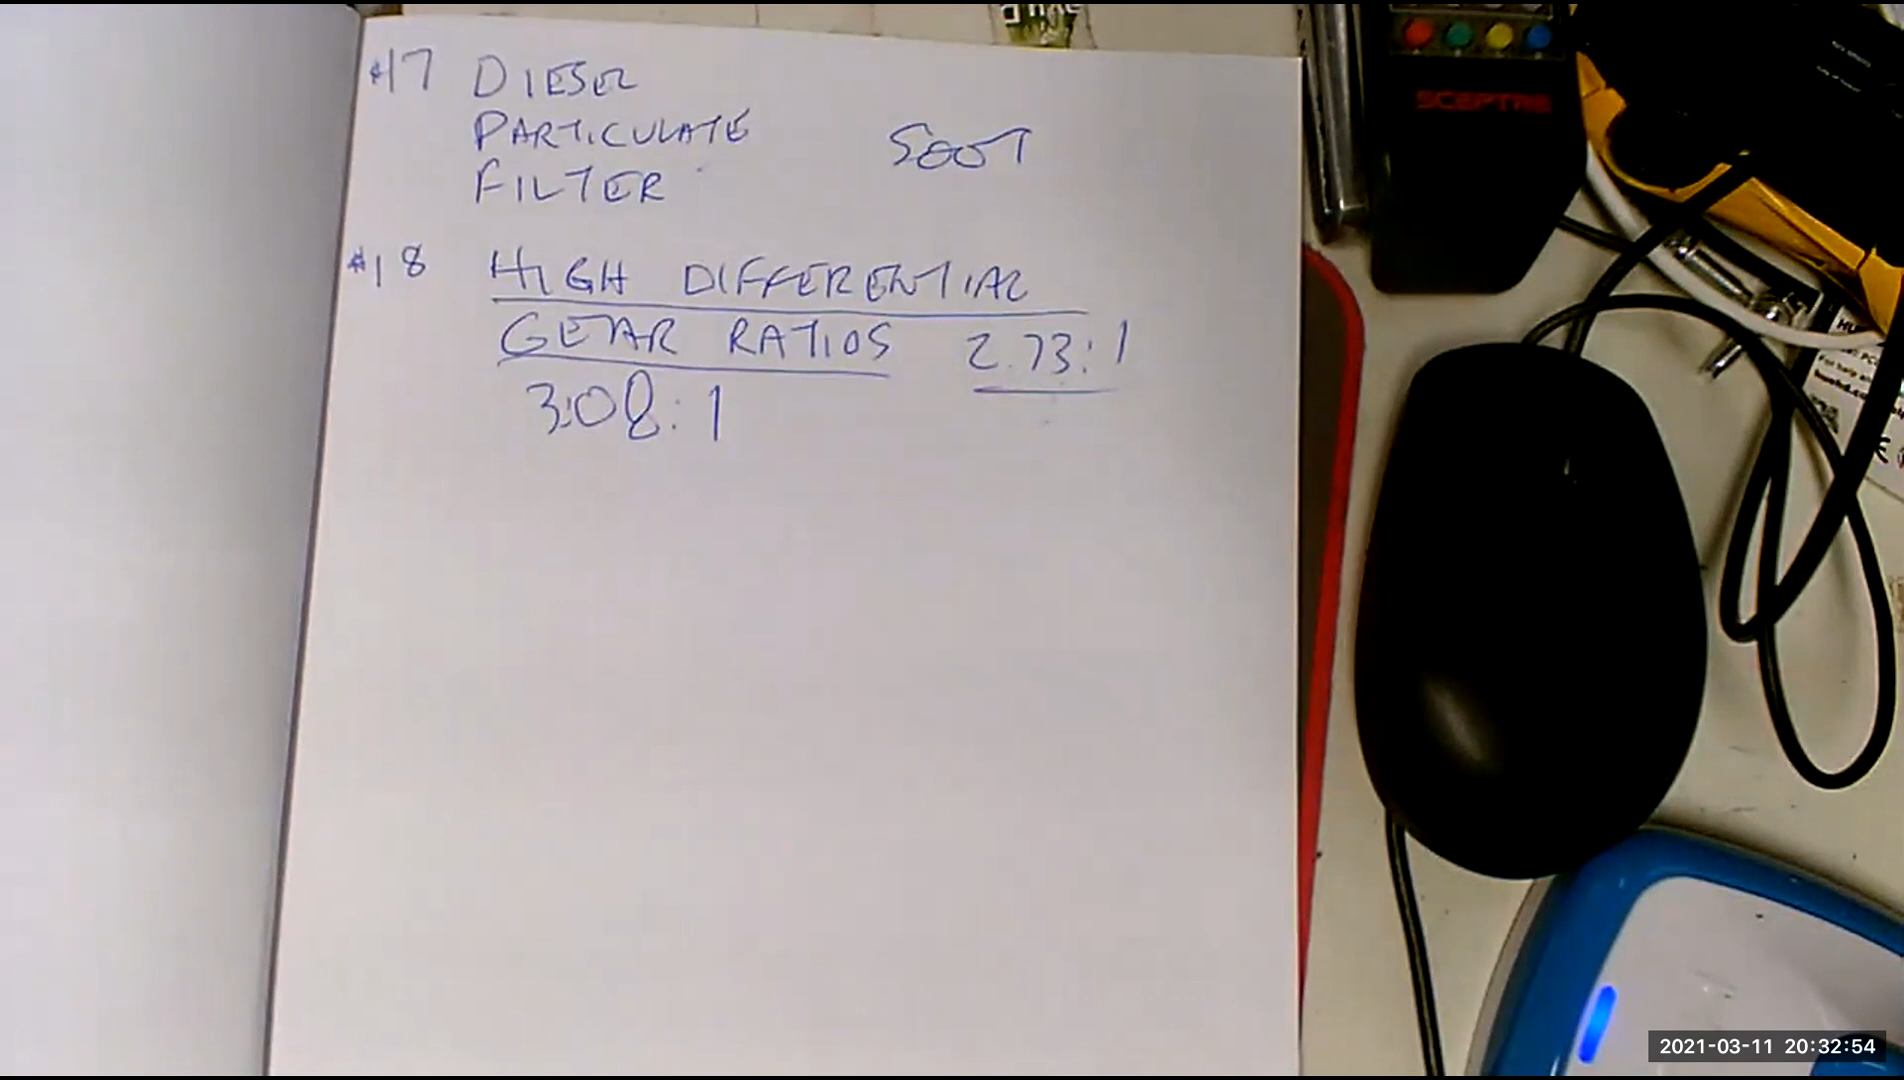 #17 DIESEL
PARTICULATE
FILTER
SOOT
#18 HIGH DIFFERENTIAL
GEAR RATIOS 2.73:1
3:08:1
SCEPTRE
2021-03-11 20:32:54